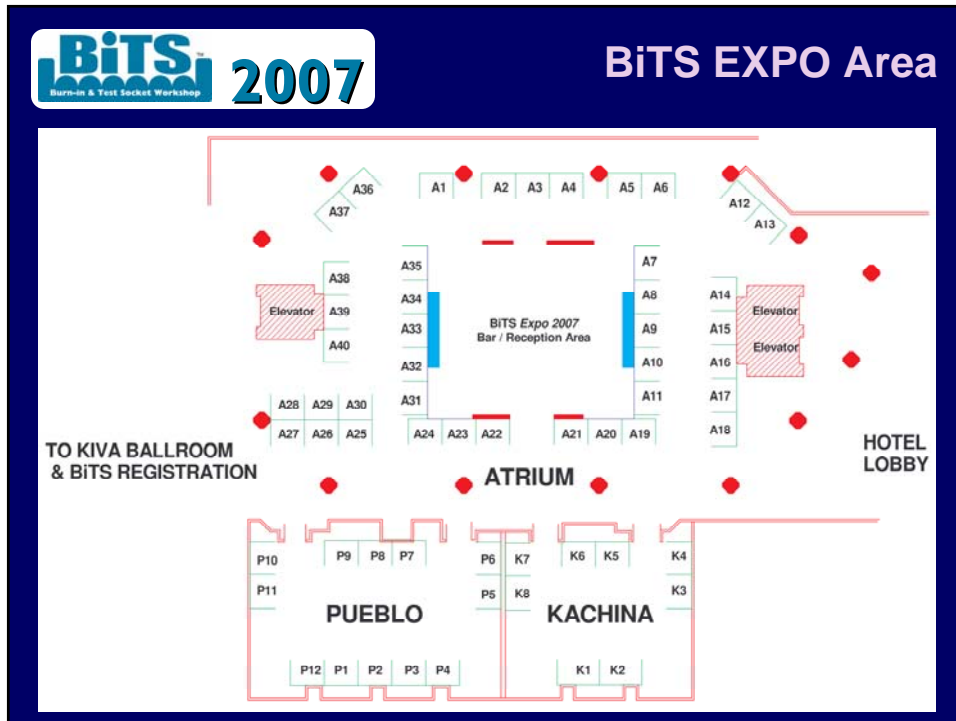 BiTS™
Burn-in & Test Socket Workshop
2007
BiTS EXPO Area
A36
A37
A1
A2 A3 A4
A5 A6
A12
A13
A38
A39
A40
Elevator
A35
A34
A33
A32
A31
BiTS Expo 2007
Bar / Reception Area
A7
A8
A9
A10
A11
A14
A15
A16
A17
A18
Elevator
Elevator
A28 A29 A30
A27 A26 A25
A24 A23 A22
A21 A20 A19
TO KIVA BALLROOM
& BiTS REGISTRATION
ATRIUM
HOTEL
LOBBY
P10
P11
P9 P8 P7
P6
P5
PUEBLO
P12 P1 P2 P3 P4
K7
K8
K6 K5
K4
K3
KACHINA
K1 K2